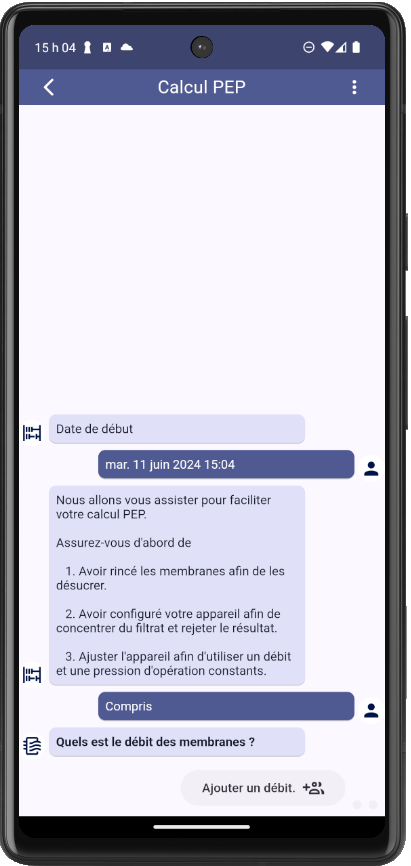 15 h 04
Calcul PEP
Date de début
mar. 11 juin 2024 15:04
Nous allons vous assister pour faciliter
votre calcul PEP.
Assurez-vous d'abord de
1. Avoir rincé les membranes afin de les
désucrer.
2. Avoir configuré votre appareil afin de
concentrer du filtrat et rejeter le résultat.
3. Ajuster l'appareil afin d'utiliser un débit
et une pression d'opération constants.
Compris
Quels est le débit des membranes ?
Ajouter un débit.